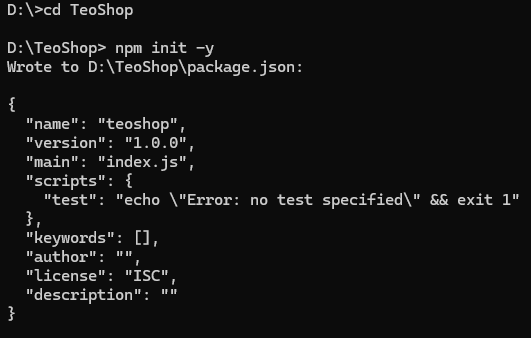 D:\>cd TeoShop
D:\TeoShop> npm init -y
Wrote to D:\TeoShop\package.json:
{
  "name": "teoshop",
  "version": "1.0.0",
  "main": "index.js",
  "scripts": {
    "test": "echo \"Error: no test specified\" && exit 1"
  },
  "keywords": [],
  "author": "",
  "license": "ISC",
  "description": ""
}